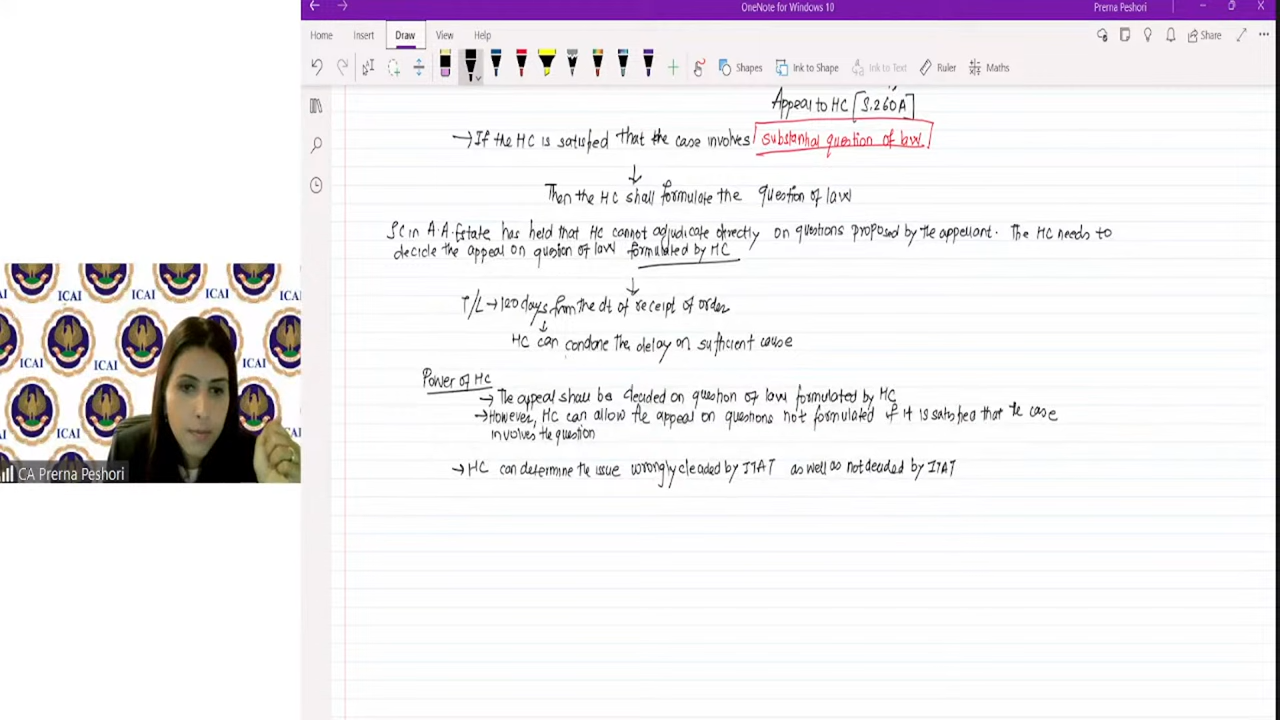 OneNote for Windows 10
Prerna Peshori
Home Insert Draw View Help
Share
Shapes Ink to Shape Ink to Text Ruler Maths
Appeal to HC [S.260A]
→If the HC is satisfied that the case involves substantial question of law.
Then the HC shall formulate the question of law
SC in A.A.Estate has held that HC cannot adjudicate directly on questions proposed by the appellant. The HC needs to
decide the appeal on quesion of law formulated by HC
T/L→120 days from the dt of receipt of order
HC can condone the delay on sufficient cause
Power of HC
→ The appeal shall be decided on question of law formulated by HC
→However, HC can allow the appeal on questions not formulated if it is satisfied that the case
involves the question
→ HC can determine the issue wrongly cleaded by ITAT as well as not decided by ITAT
ICAI
ICAI
ICAI
ICAI
ICAI
CA Prerna Peshori